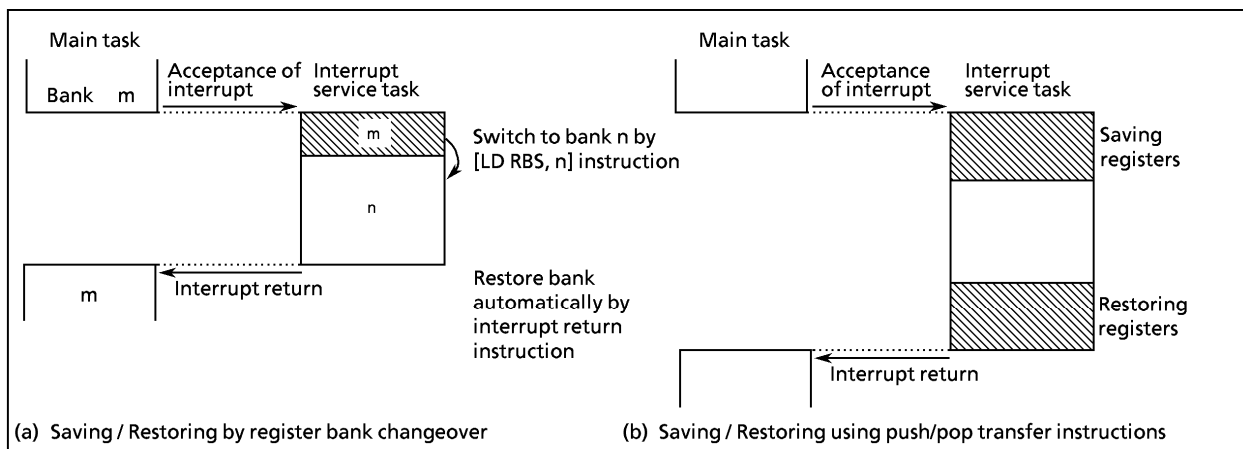 Main task
Bank m
Acceptance of
interrupt
Interrupt
service task
m
Switch to bank n by
[LD RBS, n] instruction
n
Interrupt return
m
Restore bank
automatically by
interrupt return
instruction
(a) Saving / Restoring by register bank changeover
Main task
Acceptance
of interrupt
Interrupt
service task
Saving
registers
Restoring
registers
Interrupt return
(b) Saving / Restoring using push/pop transfer instructions